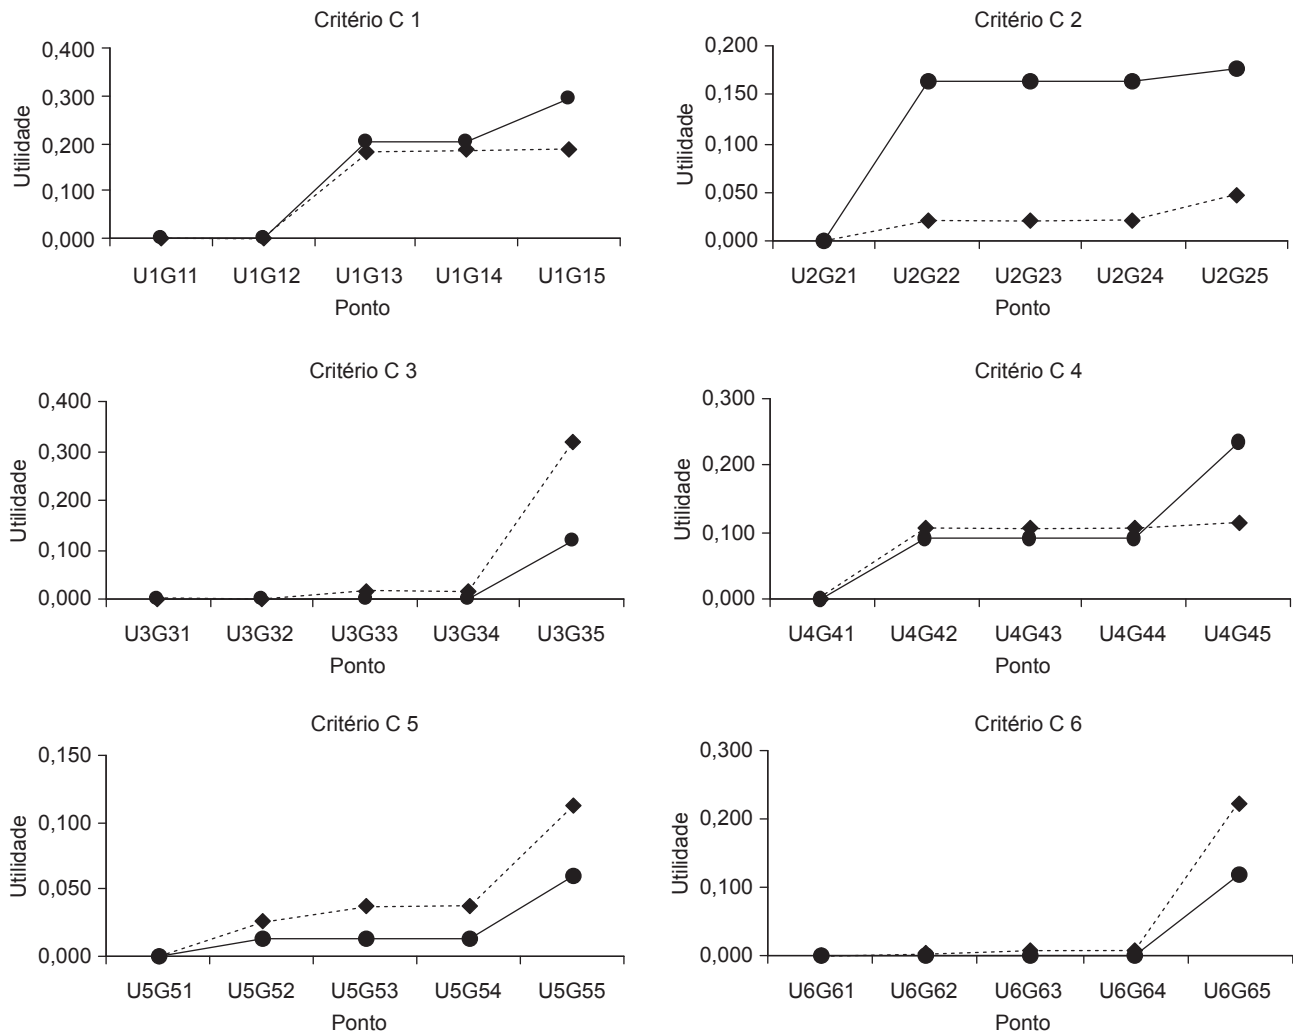 Critério C 1
0,400
0,300
0,200
0,100
0,000
Utilidade
U1G11 U1G12 U1G13 U1G14 U1G15
Ponto
Critério C 2
0,200
0,150
0,100
0,050
0,000
Utilidade
U2G21 U2G22 U2G23 U2G24 U2G25
Ponto
Critério C 3
0,400
0,300
0,200
0,100
0,000
Utilidade
U3G31 U3G32 U3G33 U3G34 U3G35
Ponto
Critério C 4
0,300
0,200
0,100
0,000
Utilidade
U4G41 U4G42 U4G43 U4G44 U4G45
Ponto
Critério C 5
0,150
0,100
0,050
0,000
Utilidade
U5G51 U5G52 U5G53 U5G54 U5G55
Ponto
Critério C 6
0,300
0,200
0,100
0,000
Utilidade
U6G61 U6G62 U6G63 U6G64 U6G65
Ponto